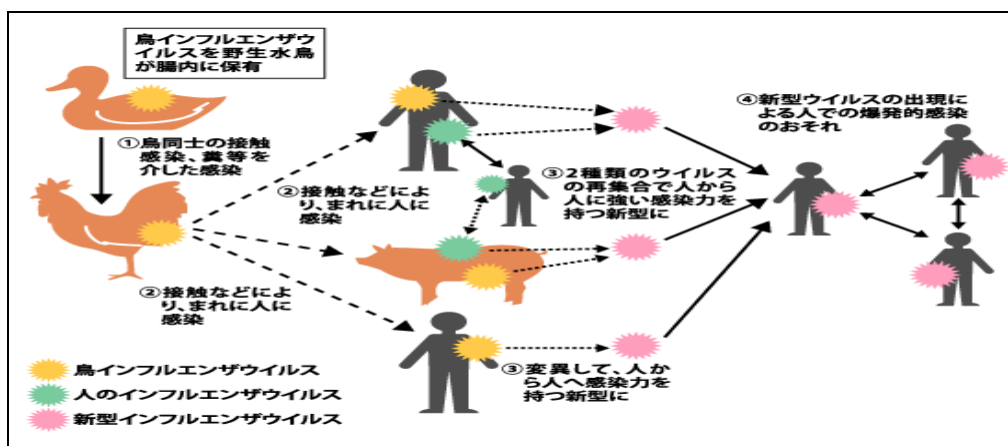 鳥インフルエンザウ
イルスを野生水鳥
が腸内に保有
①鳥同士の接触
感染、糞等を
介した感染
②接触などによ
り、まれに人に
感染
②接触などによ
り、まれに人に
感染
③2種類のウイルス
の再集合で人から
人に強い感染力を
持つ新型に
③変異して、人か
ら人へ感染力を
持つ新型に
④新型ウイルスの出現に
よる人での爆発的感染
のおそれ
鳥インフルエンザウイルス
人のインフルエンザウイルス
新型インフルエンザウイルス